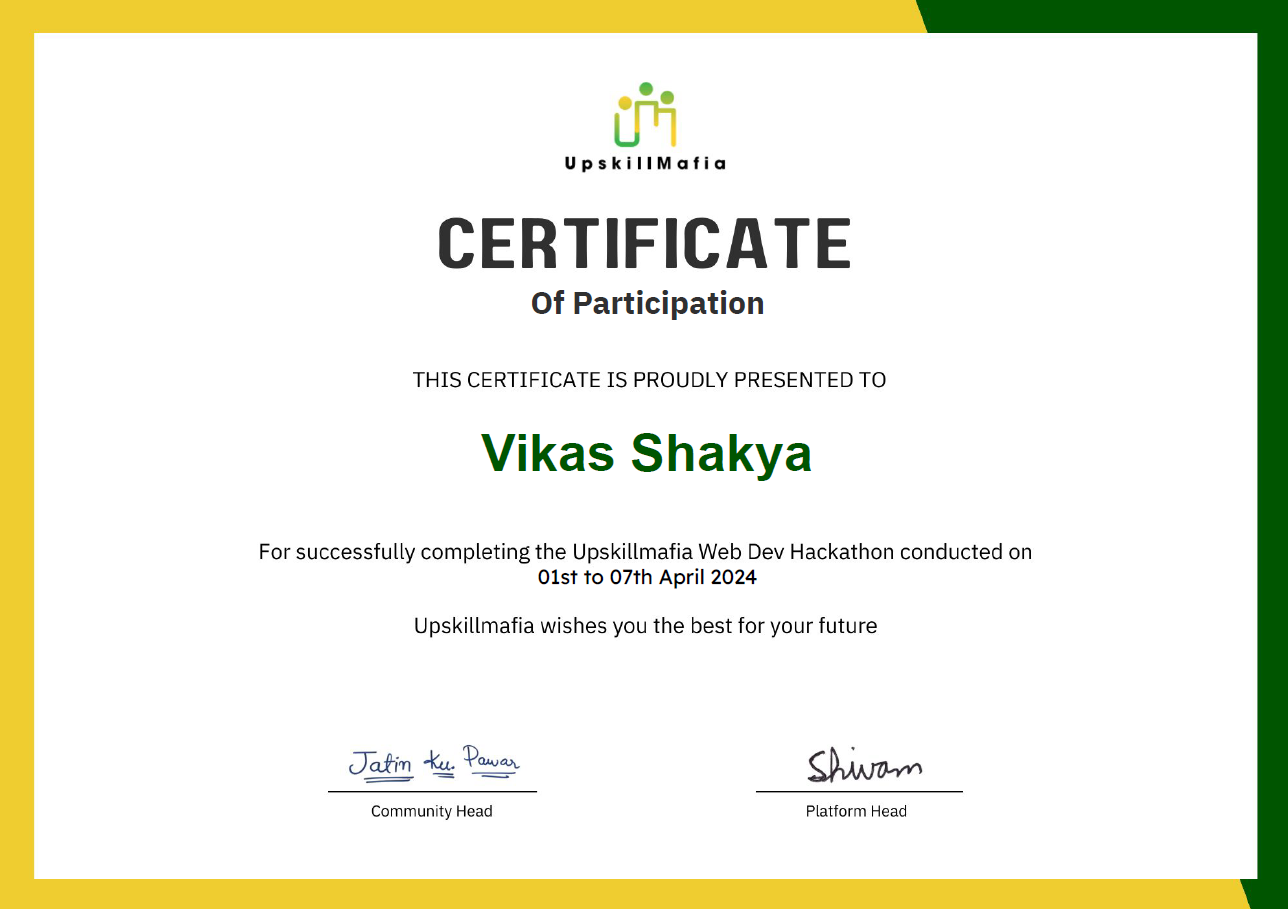 UpskillMafia
CERTIFICATE
Of Participation
THIS CERTIFICATE IS PROUDLY PRESENTED TO
Vikas Shakya
For successfully completing the Upskillmafia Web Dev Hackathon conducted on
01st to 07th April 2024
Upskillmafia wishes you the best for your future
Jatin Ku. Pawar
Shivam
Community Head
Platform Head